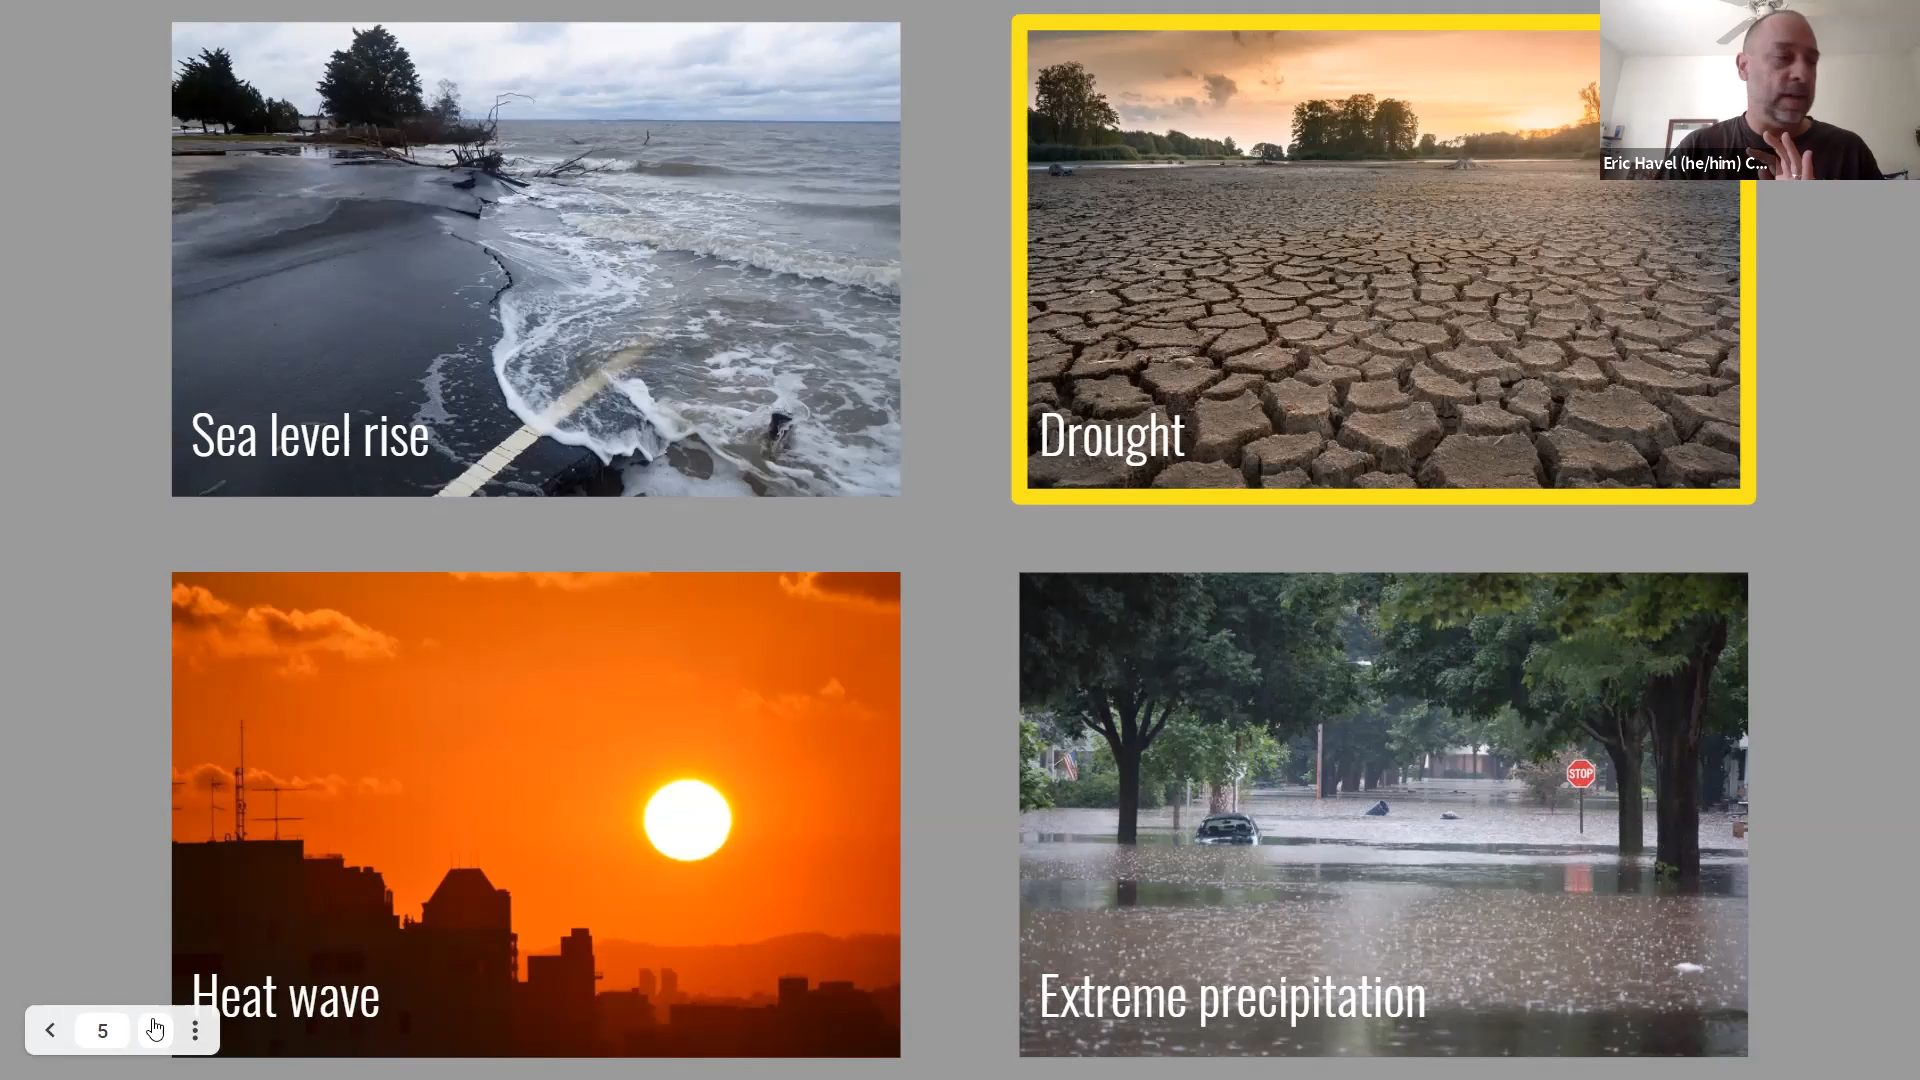 Sea level rise
Drought
Eric Havel (he/him) C...
Heat wave
Extreme precipitation
STOP
5